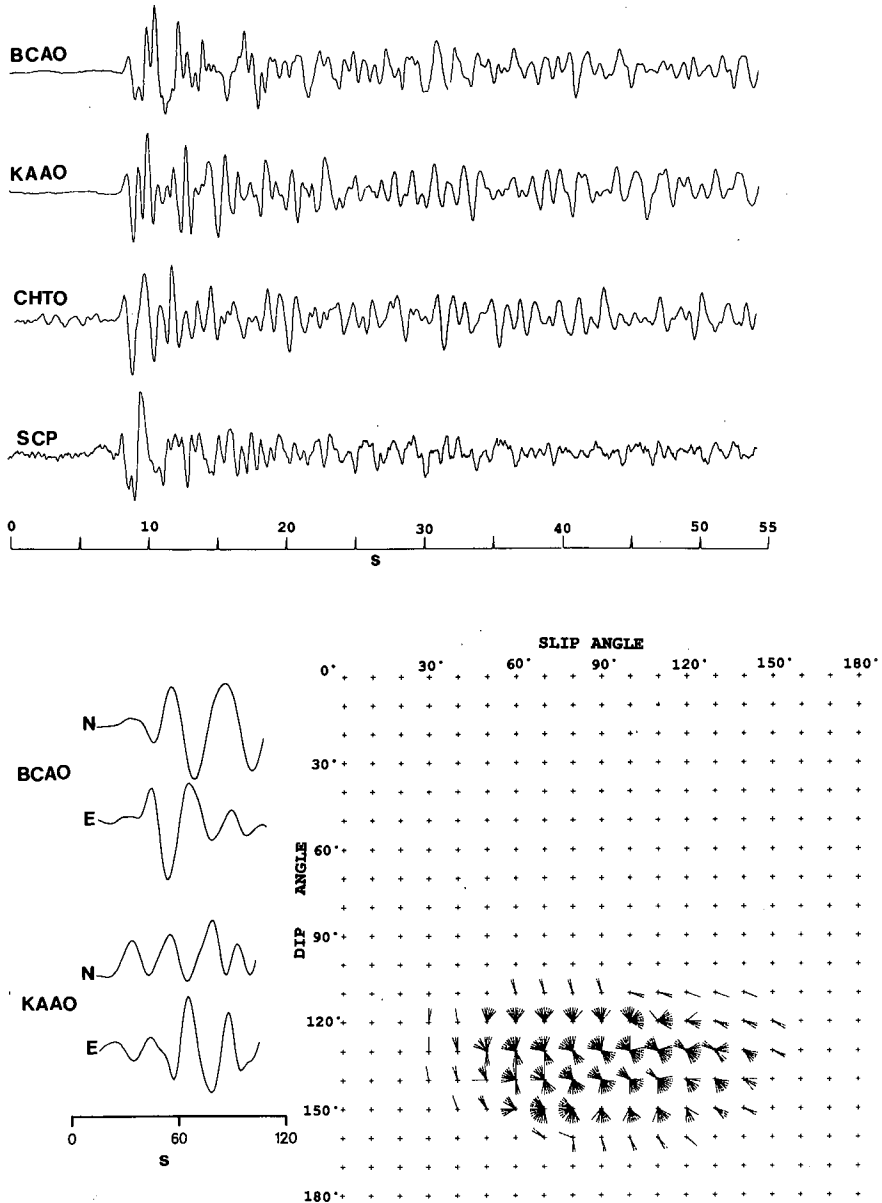 BCAO
KAAO
CHTO
SCP
0 10 20 30 40 50 55
S
SLIP ANGLE
0° 30° 60° 90° 120° 150° 180°
DIP ANGLE
30°
60°
90°
120°
150°
180°
BCAO
N
E
KAAO
N
E
0 60 120
S